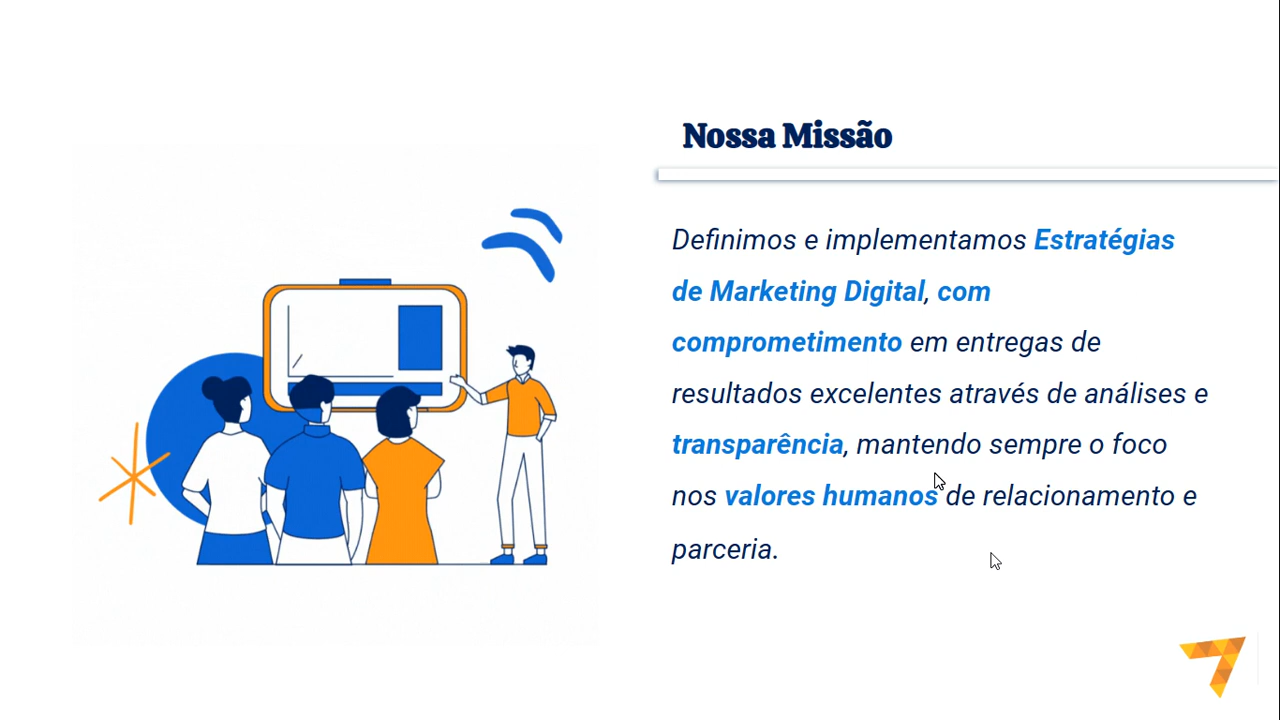 Nossa Missão
Definimos e implementamos Estratégias
de Marketing Digital, com
comprometimento em entregas de
resultados excelentes através de análises e
transparência, mantendo sempre o foco
nos valores humanos de relacionamento e
parceria.